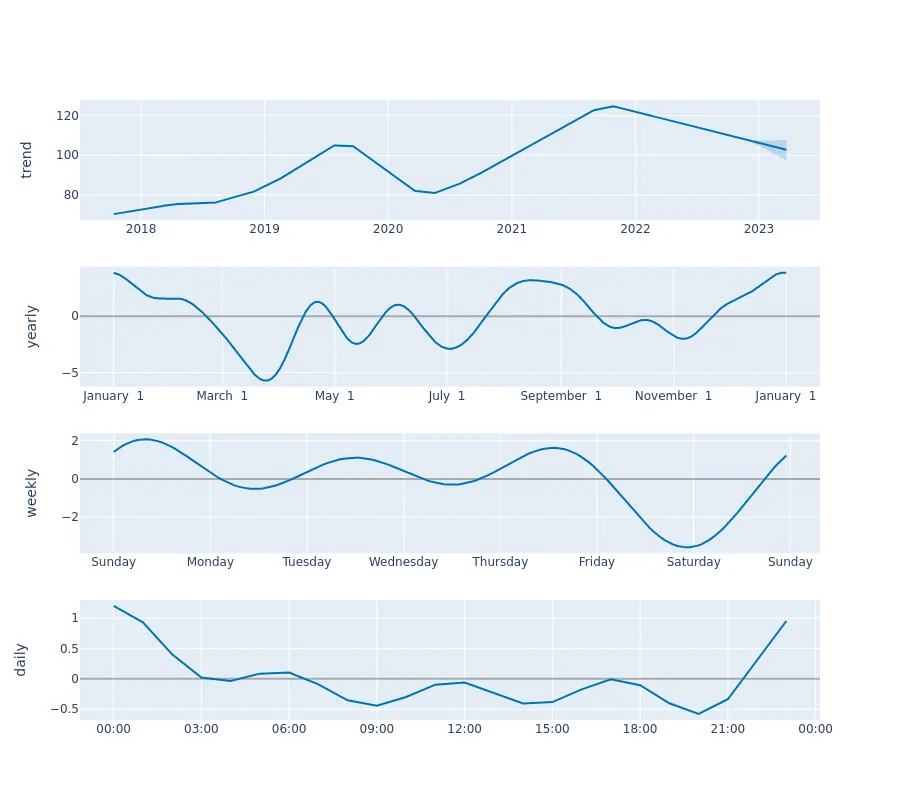 trend
120
100
80
2018 2019 2020 2021 2022 2023
yearly
0
−5
January 1 March 1 May 1 July 1 September 1 November 1 January 1
weekly
2
0
−2
Sunday Monday Tuesday Wednesday Thursday Friday Saturday Sunday
daily
1
0.5
0
−0.5
00:00 03:00 06:00 09:00 12:00 15:00 18:00 21:00 00:00